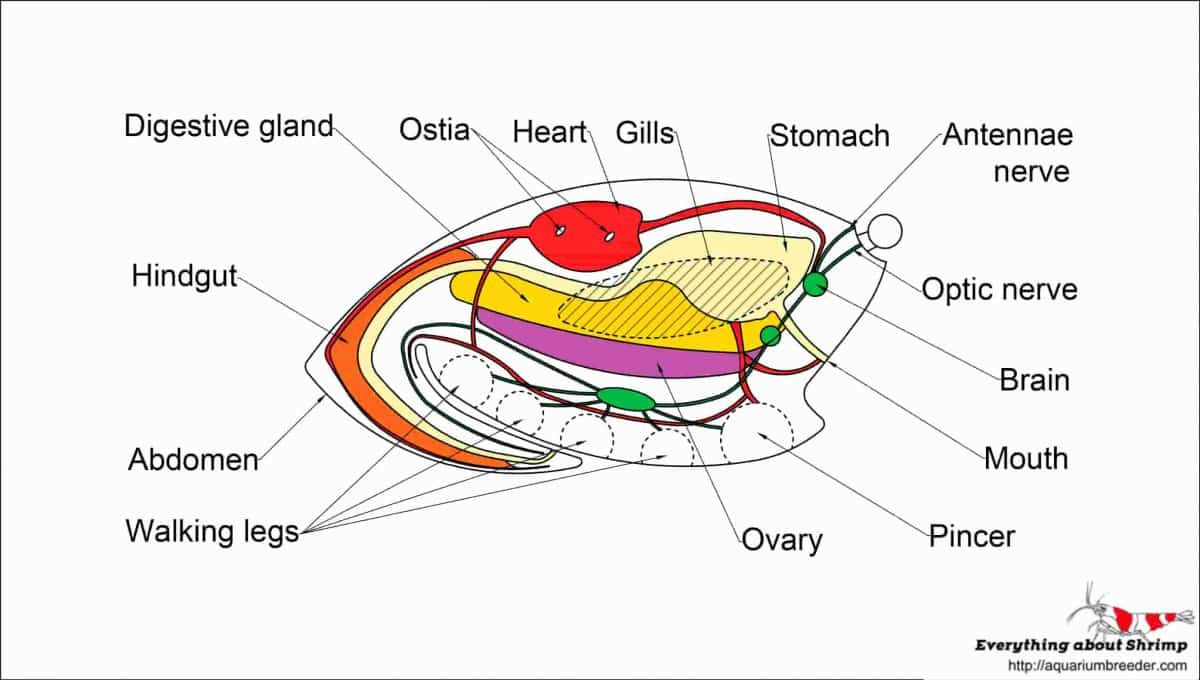 Digestive gland
Ostia
Heart
Gills
Stomach
Antennae
nerve
Hindgut
Optic nerve
Brain
Abdomen
Mouth
Walking legs
Ovary
Pincer
Everything about Shrimp
http://aquariumbreeder.com